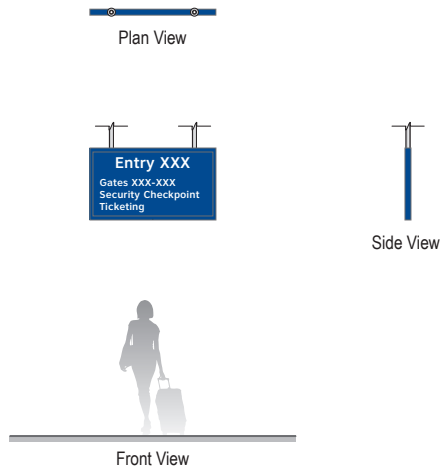 Plan View
Entry XXX
Gates XXX-XXX
Security Checkpoint
Ticketing
Side View
Front View